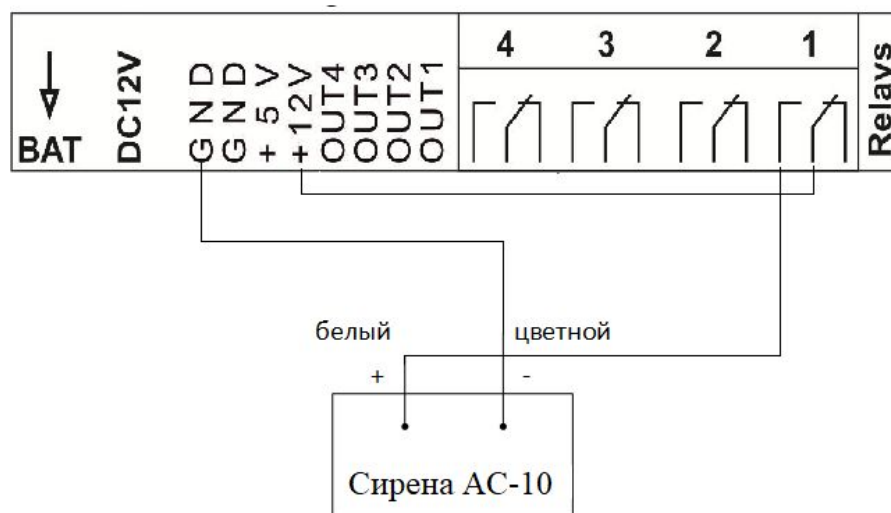 4 3 2 1
BAT
DC12V
GND
GND
+5V
+12V
OUT4
OUT3
OUT2
OUT1
Relays
белый цветной
+ -
Сирена АС-10